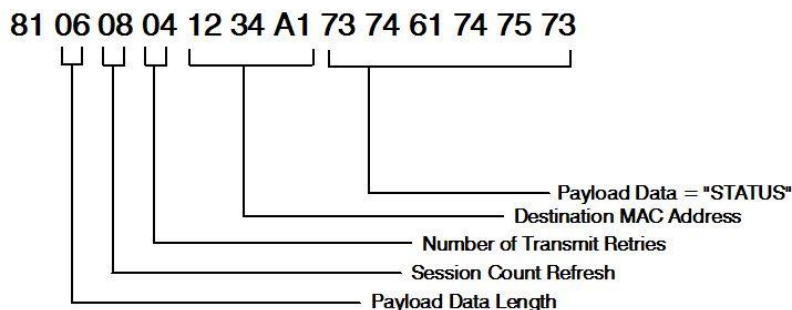 81 06 08 04 12 34 A1 73 74 61 74 75 73
Payload Data = "STATUS"
Destination MAC Address
Number of Transmit Retries
Session Count Refresh
Payload Data Length